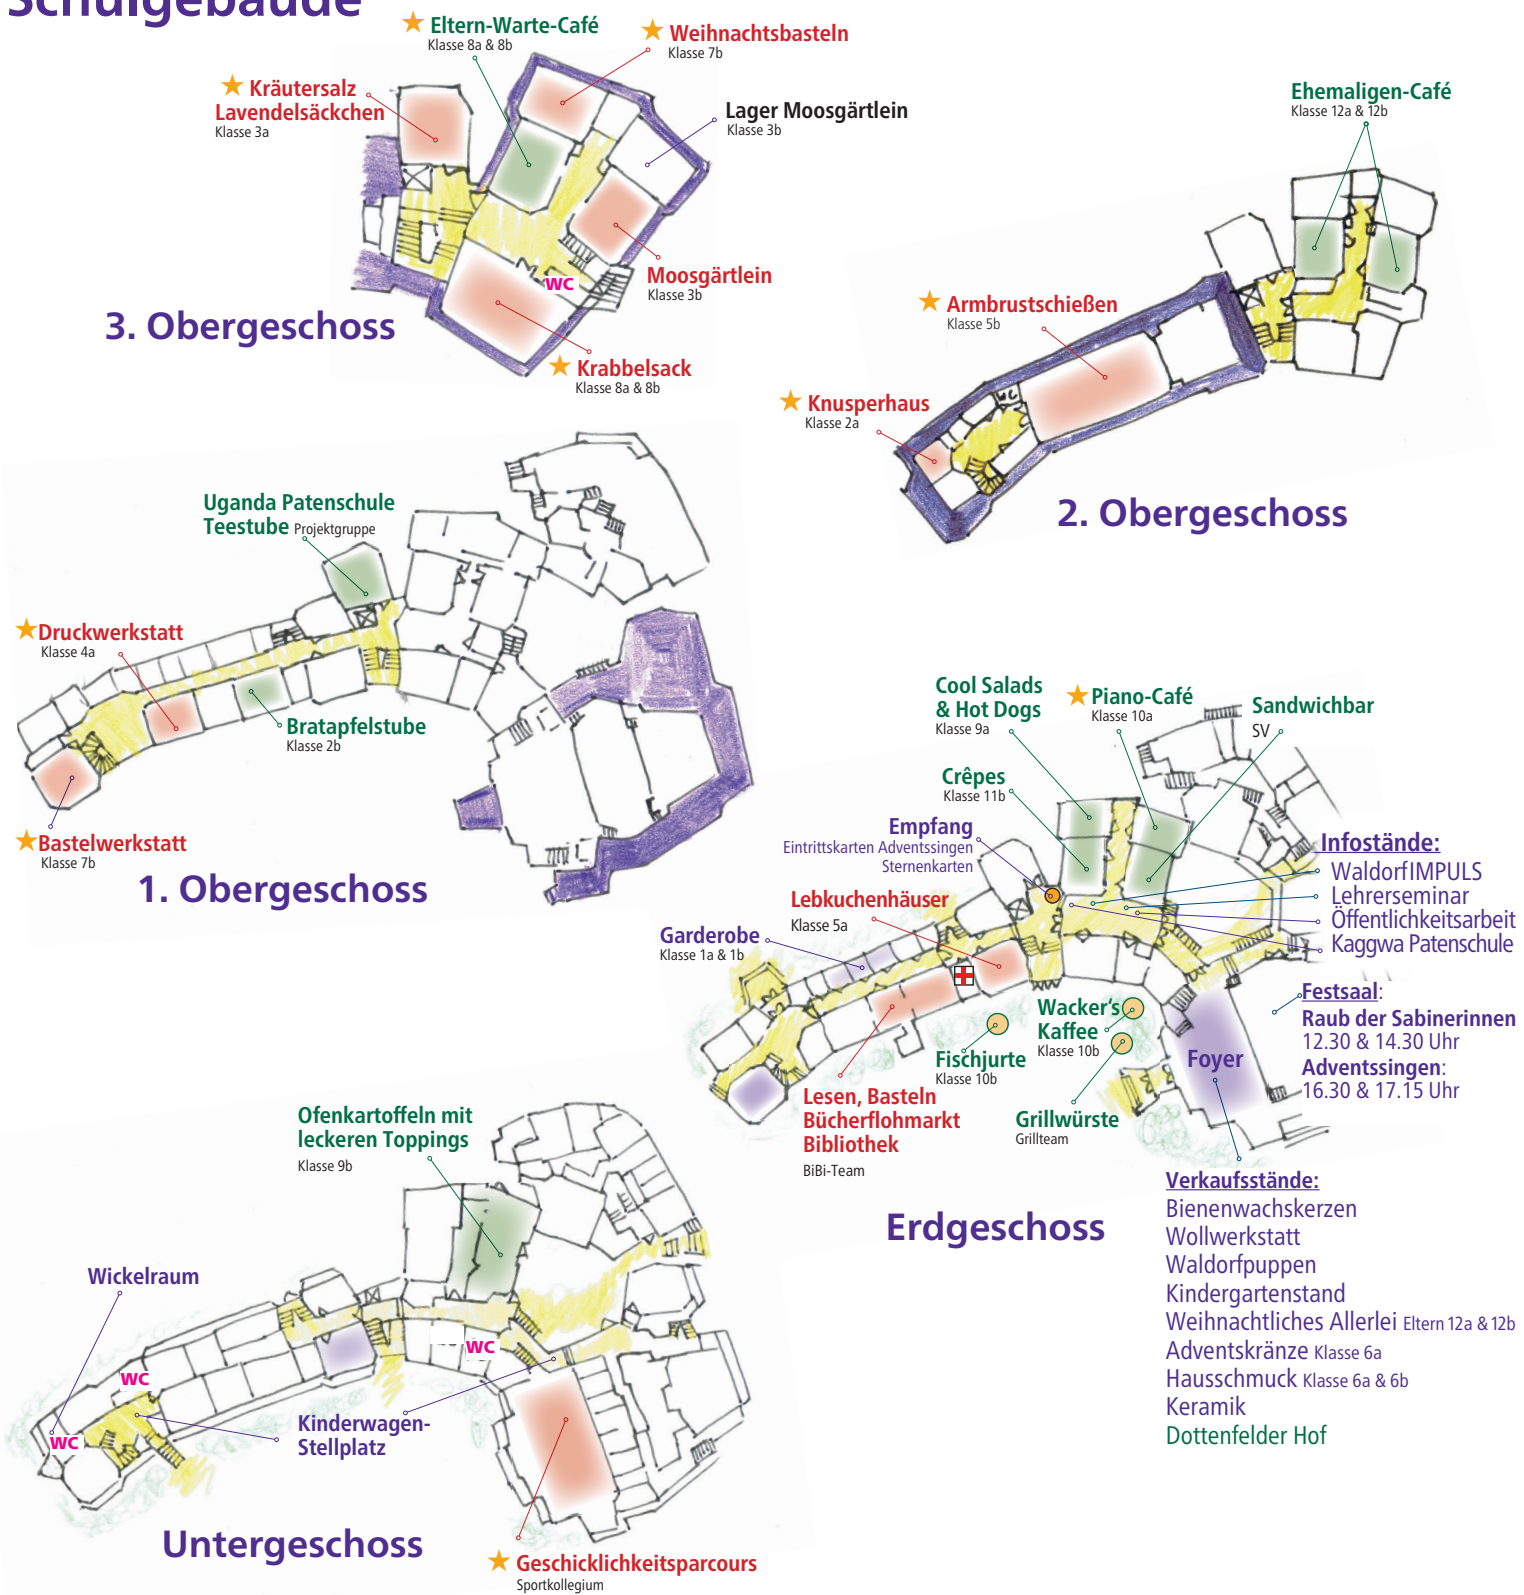 Schulgebäude
Eltern-Warte-Café
Klasse 8a & 8b
Weihnachtsbasteln
Klasse 7b
Kräutersalz
Lavendelsäckchen
Klasse 3a
Lager Moosgärtlein
Klasse 3b
Moosgärtlein
Klasse 3b
WC
3. Obergeschoss
Krabbelsack
Klasse 8a & 8b
Ehemaligen-Café
Klasse 12a & 12b
Armbrustschießen
Klasse 5b
Knusperhaus
Klasse 2a
WC
2. Obergeschoss
Uganda Patenschule
Teestube Projektgruppe
Druckwerkstatt
Klasse 4a
Bratapfelstube
Klasse 2b
Bastelwerkstatt
Klasse 7b
1. Obergeschoss
Cool Salads
& Hot Dogs
Klasse 9a
Piano-Café
Klasse 10a
Sandwichbar
SV
Crêpes
Klasse 11b
Empfang
Eintrittskarten Adventssingen
Sternenkarten
Lebkuchenhäuser
Klasse 5a
Garderobe
Klasse 1a & 1b
Infostände:
WaldorfIMPULS
Lehrerseminar
Öffentlichkeitsarbeit
Kaggwa Patenschule
Festsaal:
Raub der Sabinerinnen
12.30 & 14.30 Uhr
Adventssingen:
16.30 & 17.15 Uhr
Wacker's
Kaffee
Klasse 10b
Fischjurte
Klasse 10b
Foyer
Grillwürste
Grillteam
Lesen, Basteln
Bücherflohmarkt
Bibliothek
BiBi-Team
Erdgeschoss
Verkaufsstände:
Bienenwachskerzen
Wollwerkstatt
Waldorfpuppen
Kindergartenstand
Weihnachtliches Allerlei Eltern 12a & 12b
Adventskränze Klasse 6a
Hausschmuck Klasse 6a & 6b
Keramik
Dottenfelder Hof
Ofenkartoffeln mit
leckeren Toppings
Klasse 9b
Wickelraum
WC
WC
WC
Kinderwagen-
Stellplatz
Untergeschoss
Geschicklichkeitsparcours
Sportkollegium